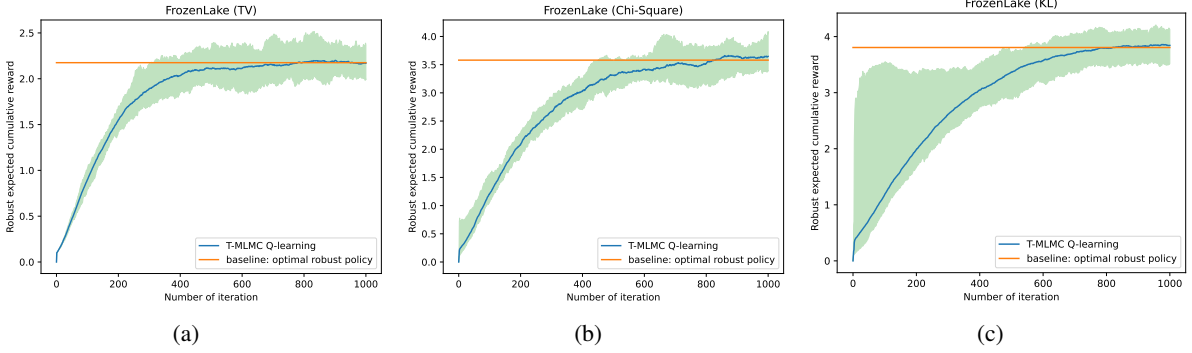 FrozenLake (TV)
Robust expected cumulative reward
2.5
2.0
1.5
1.0
0.5
0.0
0
200
400
600
800
1000
Number of iteration
T-MLMC Q-learning
baseline: optimal robust policy
(a)
FrozenLake (Chi-Square)
Robust expected cumulative reward
4.0
3.5
3.0
2.5
2.0
1.5
1.0
0.5
0.0
0
200
400
600
800
1000
Number of iteration
T-MLMC Q-learning
baseline: optimal robust policy
(b)
FrozenLake (KL)
Robust expected cumulative reward
4
3
2
1
0
0
200
400
600
800
1000
Number of iteration
T-MLMC Q-learning
baseline: optimal robust policy
(c)